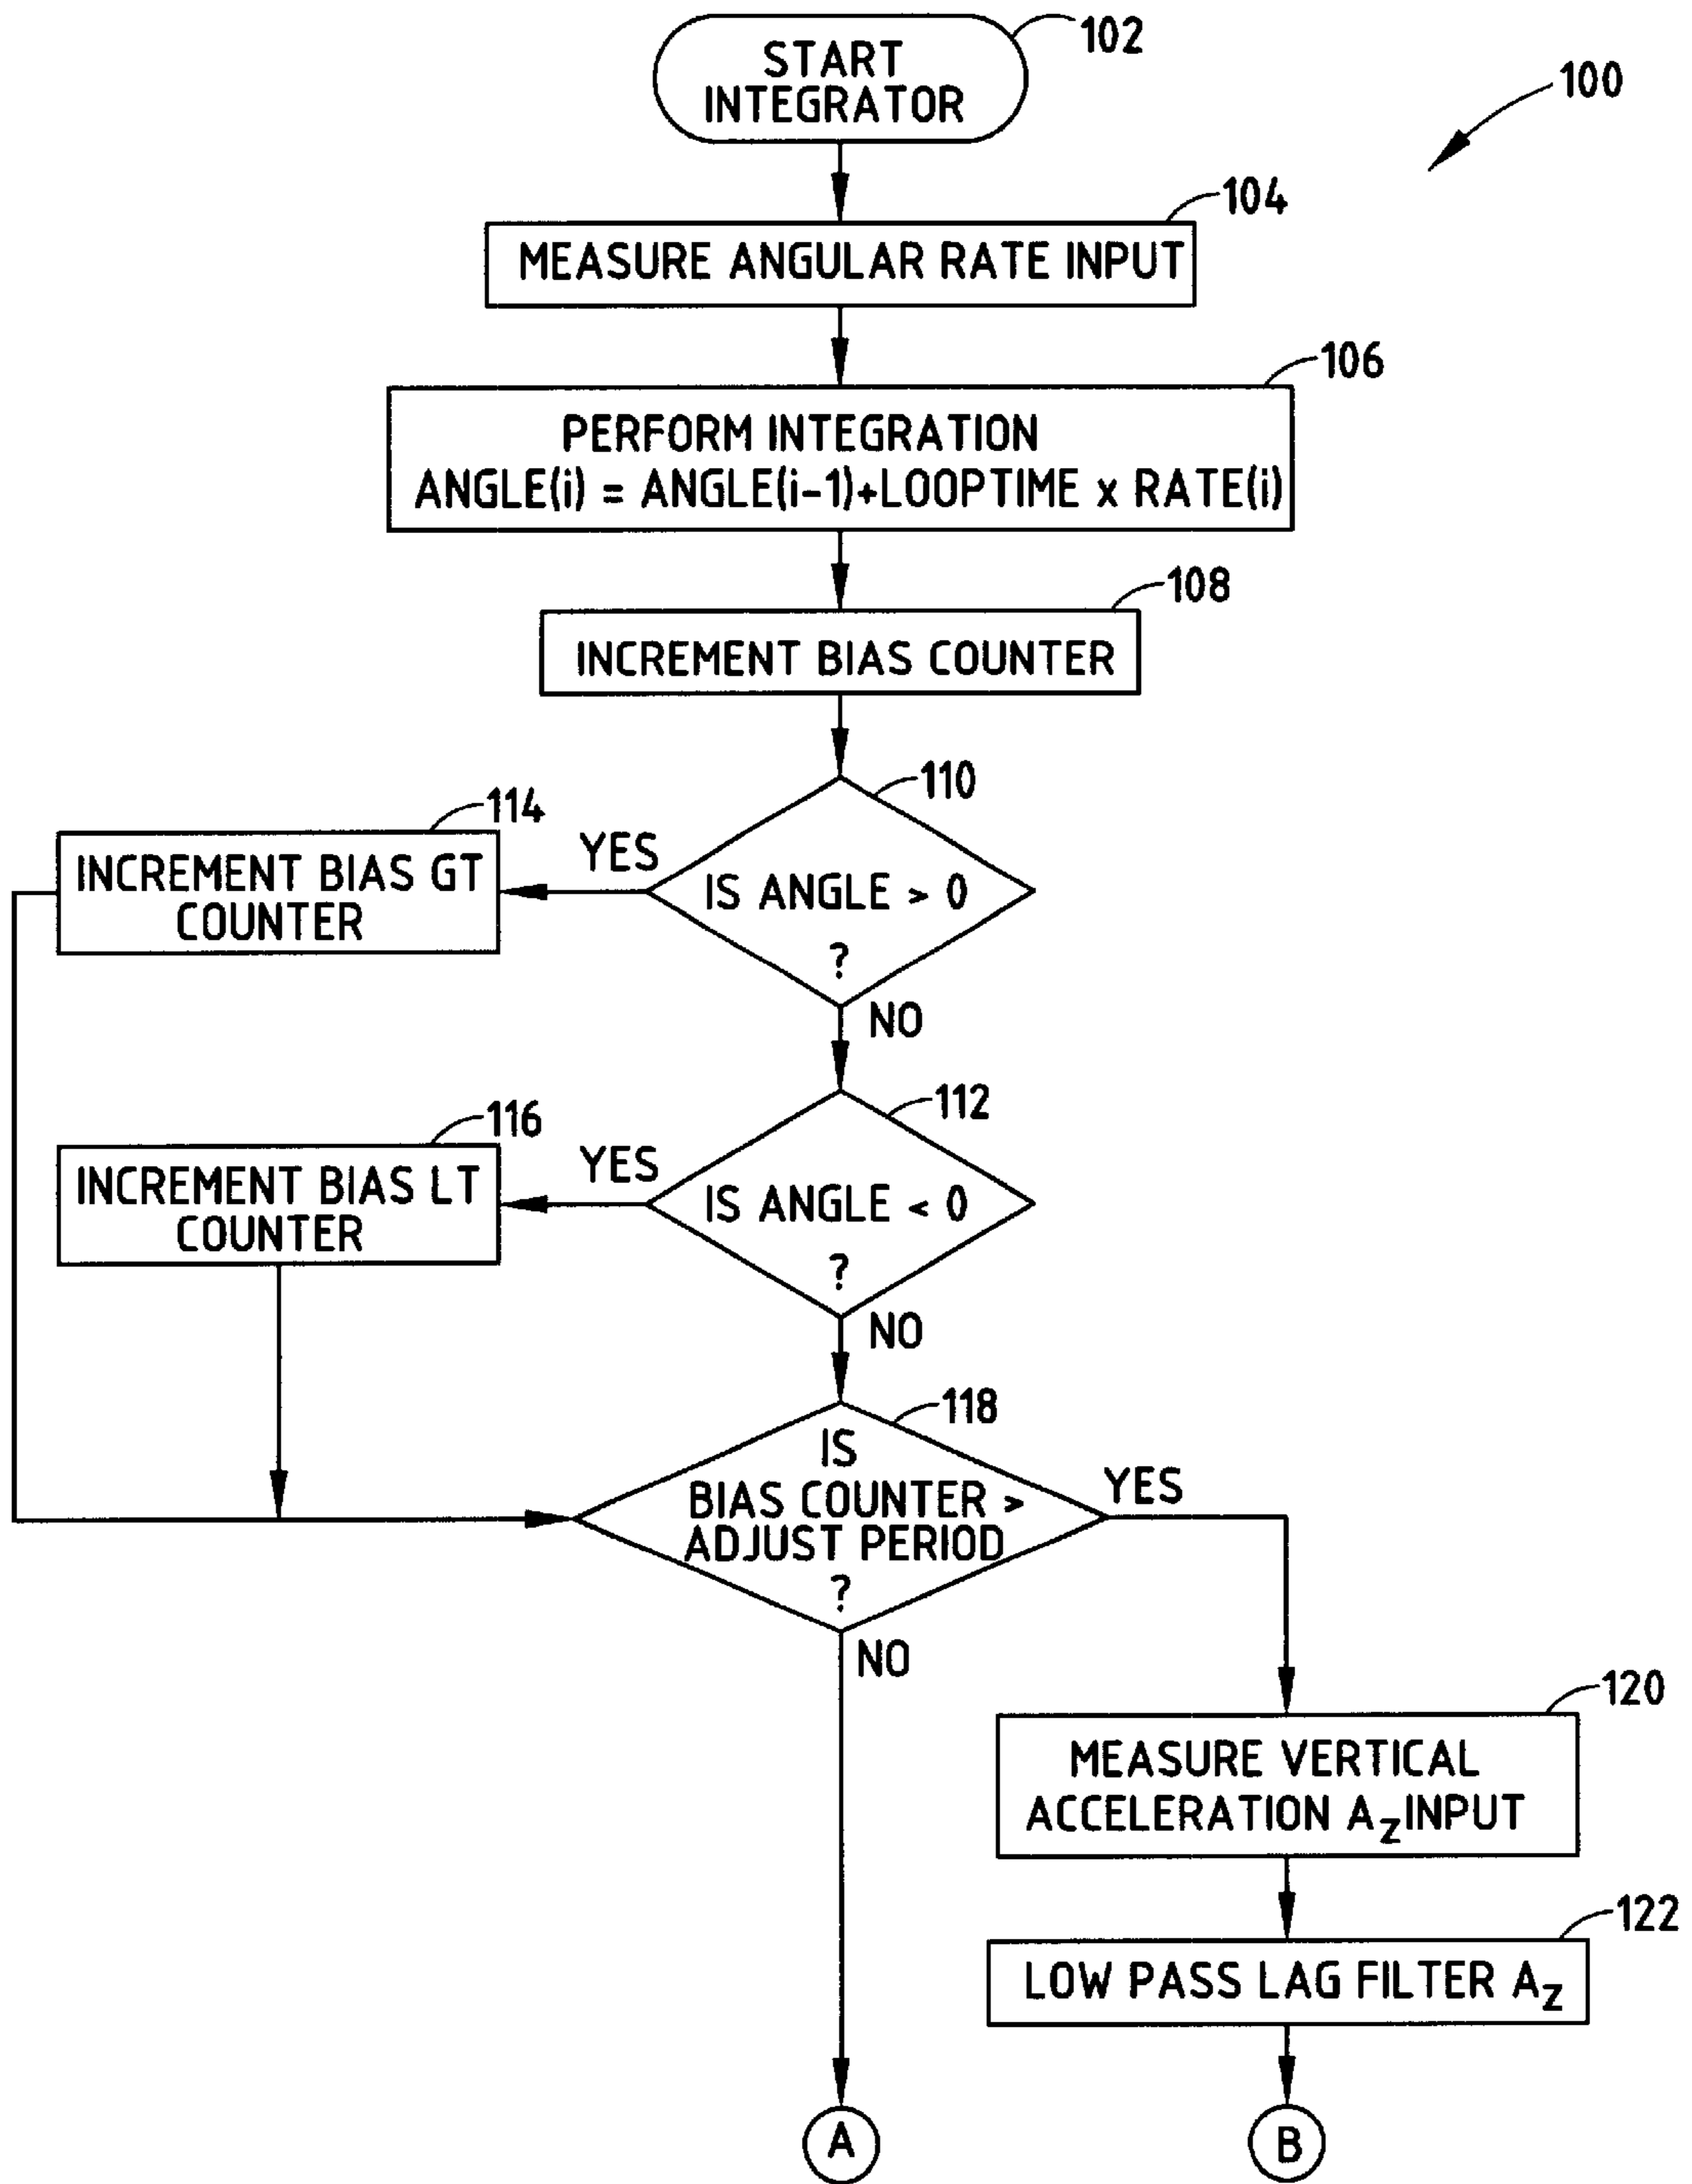 102
START
INTEGRATOR
100
104
MEASURE ANGULAR RATE INPUT
106
PERFORM INTEGRATION
ANGLE(i) = ANGLE(i-1)+LOOPTIME x RATE(i)
108
INCREMENT BIAS COUNTER
110
114
YES
INCREMENT BIAS GT
COUNTER
IS ANGLE > 0
?
NO
112
116
YES
INCREMENT BIAS LT
COUNTER
IS ANGLE < 0
?
NO
118
IS
BIAS COUNTER >
ADJUST PERIOD
?
YES
NO
120
MEASURE VERTICAL
ACCELERATION AZ INPUT
122
LOW PASS LAG FILTER AZ
A
B